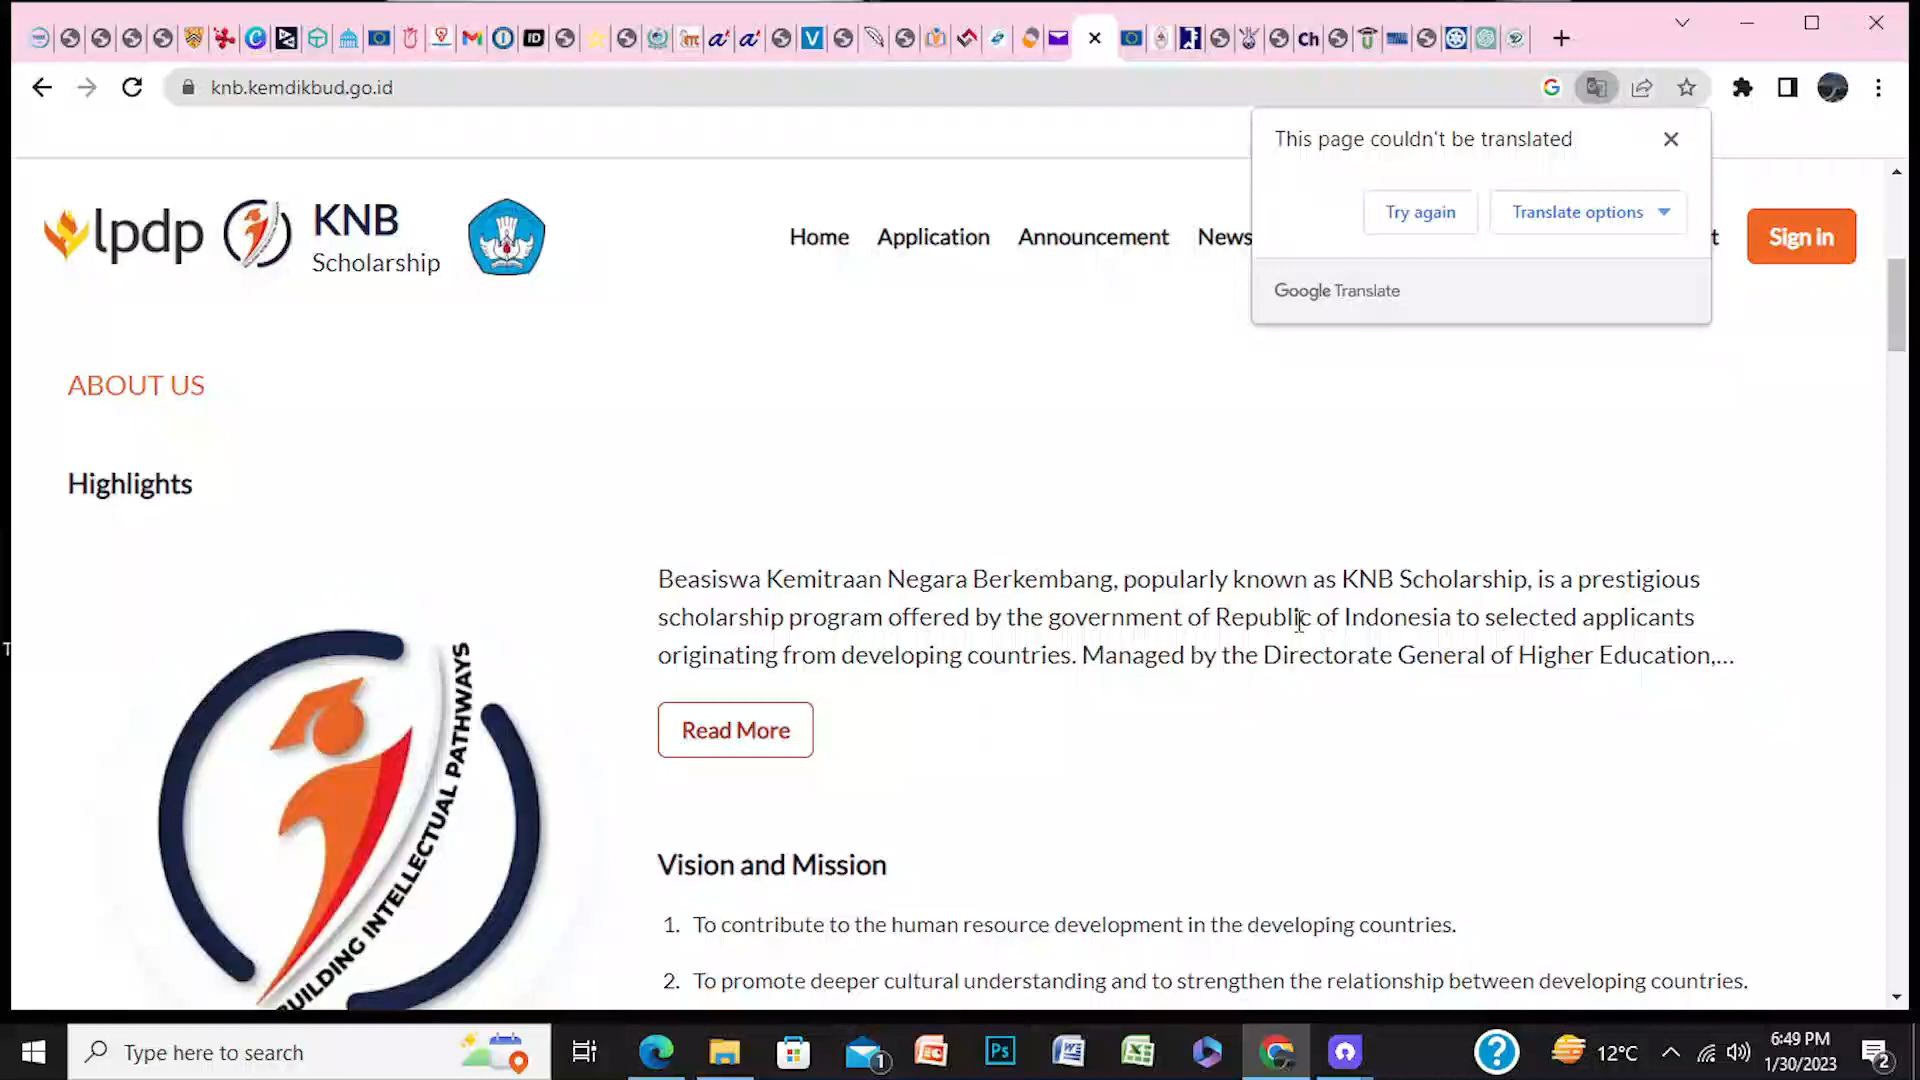 ID
V
Ch
knb.kemdikbud.go.id
This page couldn't be translated
Try again
Translate options
Google Translate
lpdp
KNB
Scholarship
Home
Application
Announcement
News
t
Sign in
ABOUT US
Highlights
BUILDING INTELLECTUAL PATHWAYS
Beasiswa Kemitraan Negara Berkembang, popularly known as KNB Scholarship, is a prestigious
scholarship program offered by the government of Republic of Indonesia to selected applicants
originating from developing countries. Managed by the Directorate General of Higher Education,...
Read More
Vision and Mission
1. To contribute to the human resource development in the developing countries.
2. To promote deeper cultural understanding and to strengthen the relationship between developing countries.
T
Type here to search
1
Ps
12°C
6:49 PM
1/30/2023
2